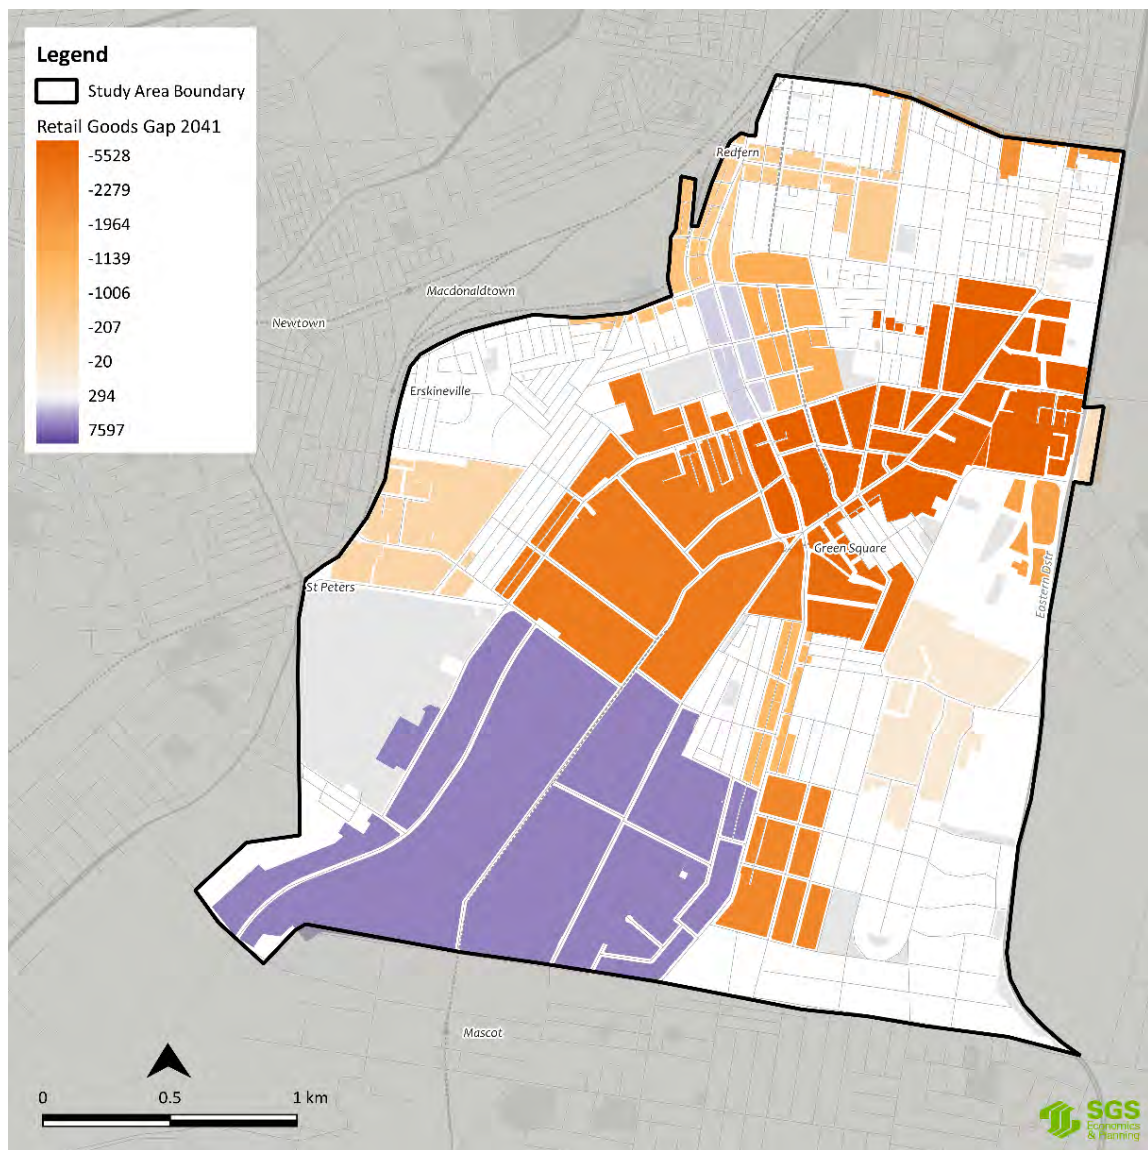 Legend
Study Area Boundary
Retail Goods Gap 2041
-5528
-2279
-1964
-1139
-1006
-207
-20
294
7597
Redfern
Macdonaldtown
Newtown
Erskineville
Green Square
Eastern Dstr
St Peters
Mascot
0 0.5 1 km
SGS
Economics
& Planning